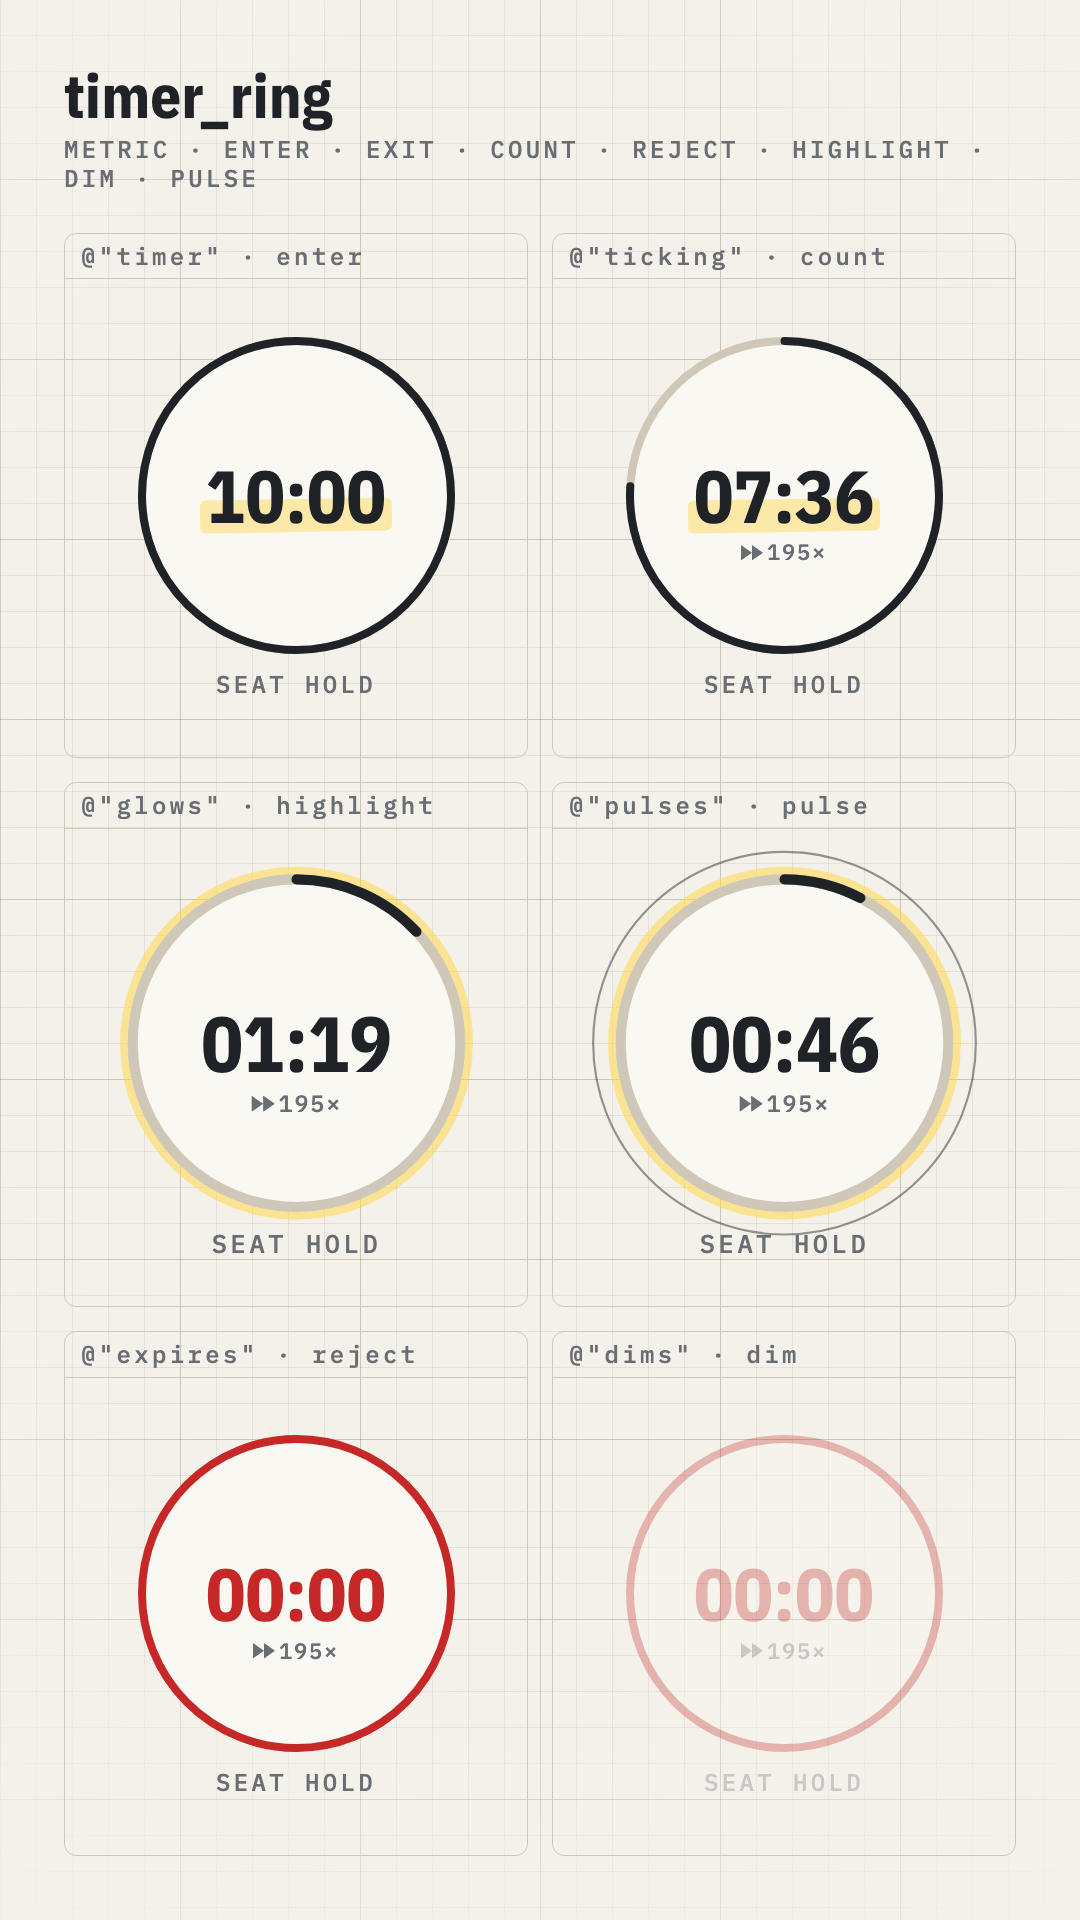 timer_ring
METRIC · ENTER · EXIT · COUNT · REJECT · HIGHLIGHT ·
DIM · PULSE
@"timer" · enter
10:00
SEAT HOLD
@"ticking" · count
07:36
195×
SEAT HOLD
@"glows" · highlight
01:19
195×
SEAT HOLD
@"pulses" · pulse
00:46
195×
SEAT HOLD
@"expires" · reject
00:00
195×
SEAT HOLD
@"dims" · dim
00:00
195×
SEAT HOLD